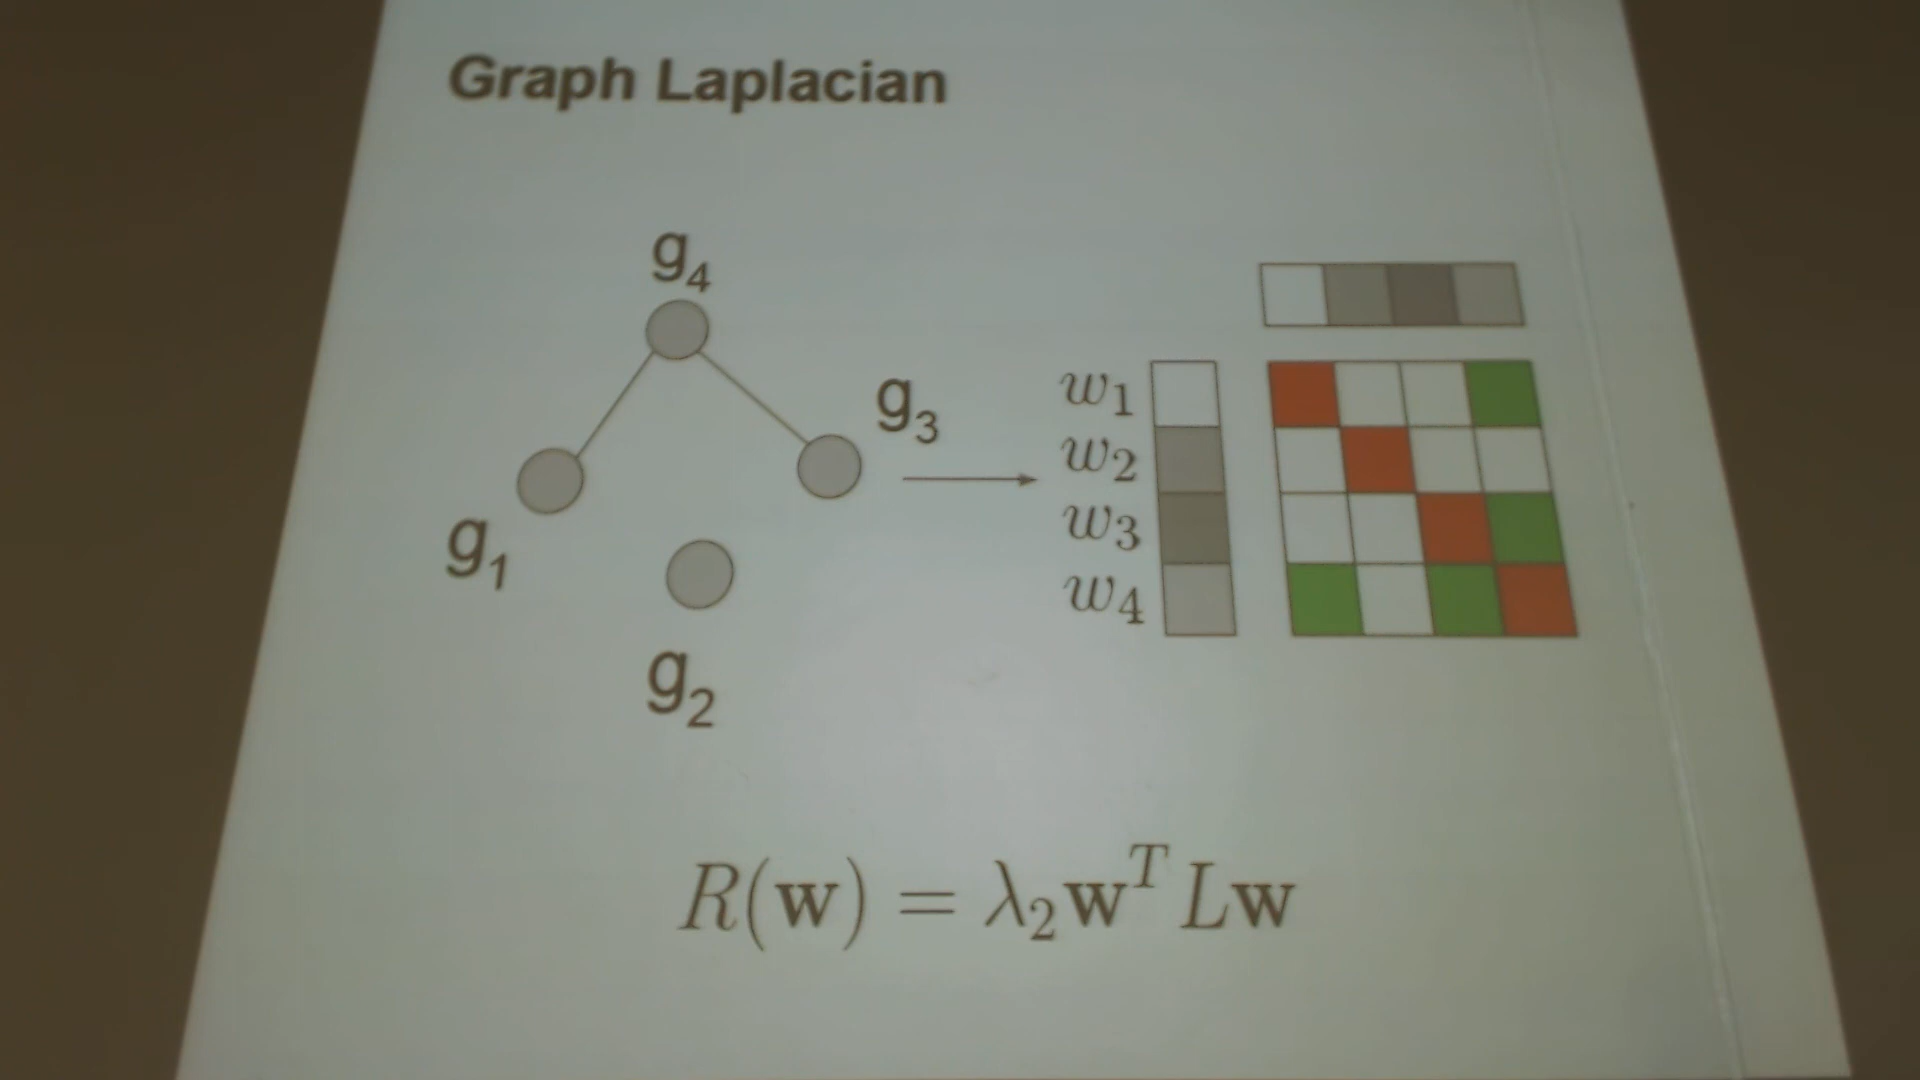 Graph Laplacian
g₄
g₃
g₁
g₂
w₁
w₂
w₃
w₄
R(w) = λ₂wᵀLw